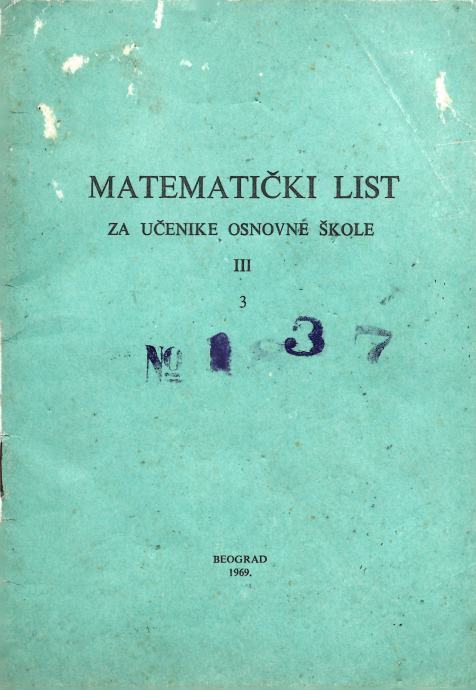 MATEMATIČKI LIST
ZA UČENIKE OSNOVNE ŠKOLE
III
3
№ 1 3 7
BEOGRAD
1969.